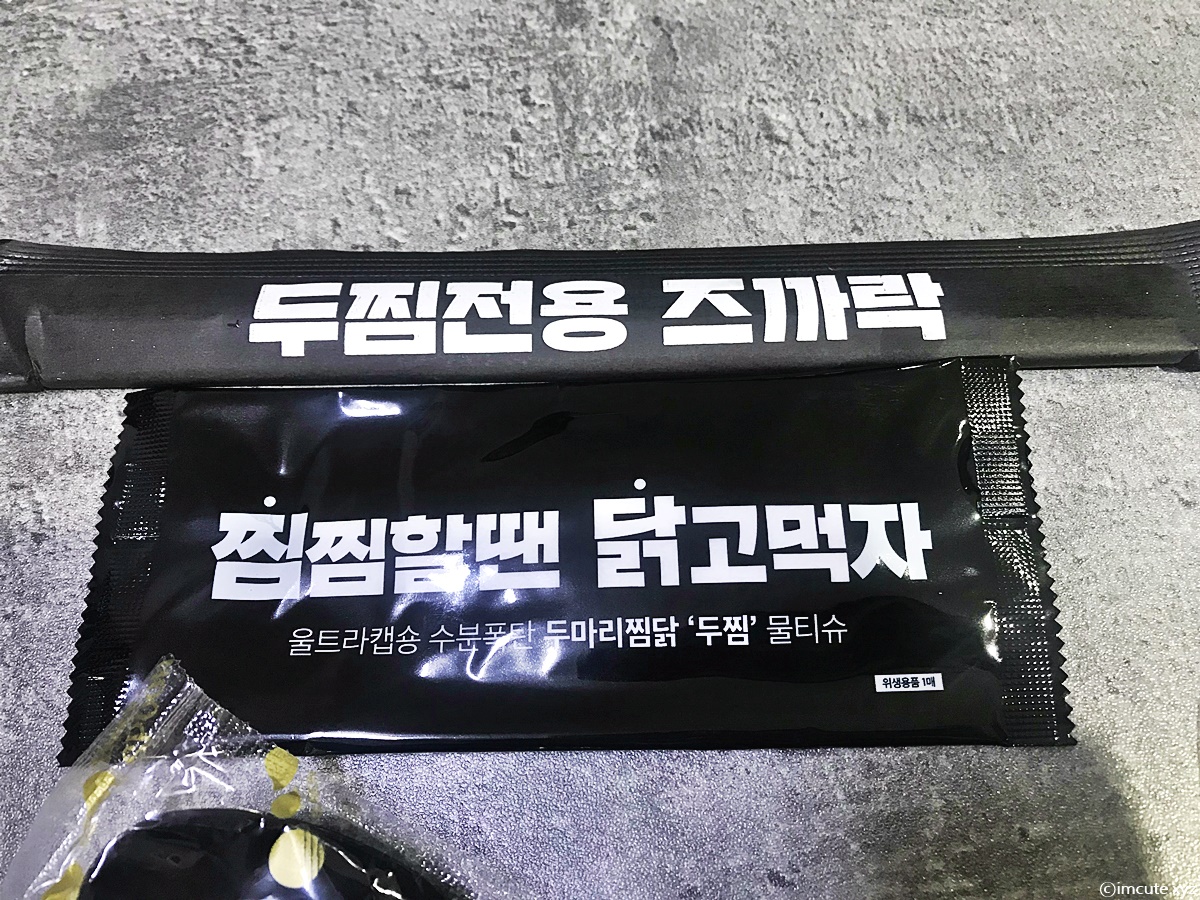 두찜전용 즈까락
찜찜할땐 닭고먹자
울트라캡숑 수분폭탄 두마리찜닭 ‘두찜’ 물티슈
위생용품 1매
ⓒimcute.kr